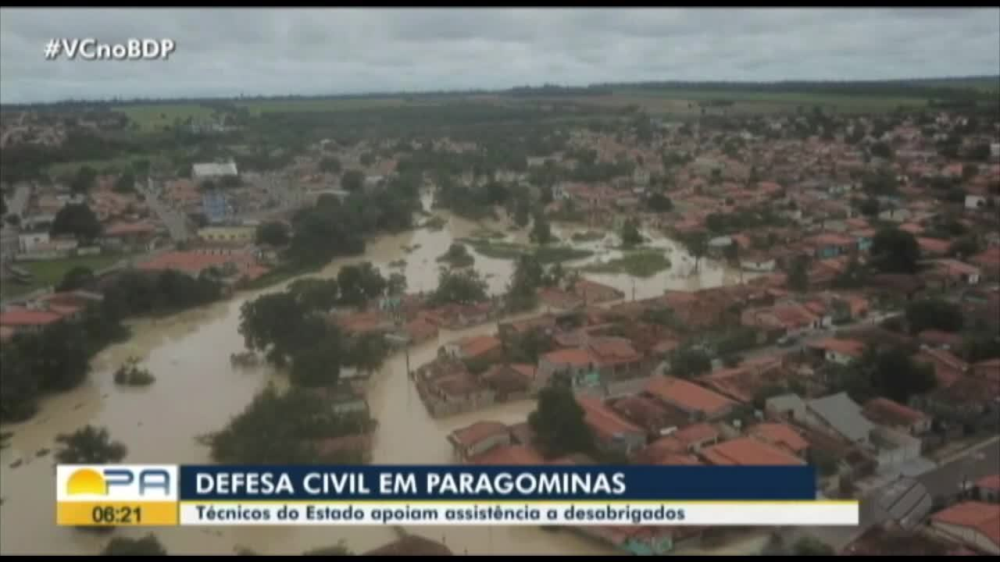 #VCnoBDP
PA
06:21
DEFESA CIVIL EM PARAGOMINAS
Técnicos do Estado apoiam assistência a desabrigados